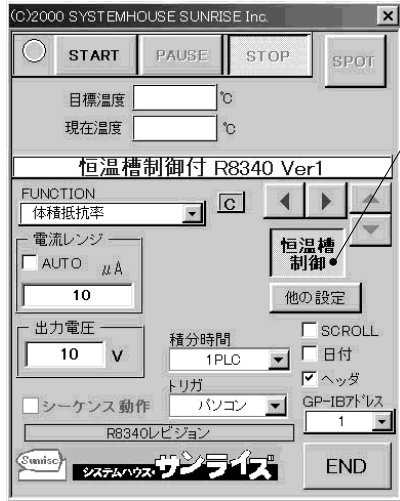 (C)2000 SYSTEMHOUSE SUNRISE Inc.
START PAUSE STOP SPOT
目標温度 ℃
現在温度 ℃
恒温槽制御付 R8340 Ver1
FUNCTION
体積抵抗率 C
電流レンジ
AUTO μA
10
恒温槽
制御
他の設定
出力電圧
10 V
積分時間
1PLC
トリガ
パソコン
SCROLL
日付
ヘッダ
GP-IBアドレス
1
シーケンス動作
R8340レビジョン
Sunrise システムハウス・サンライズ
END